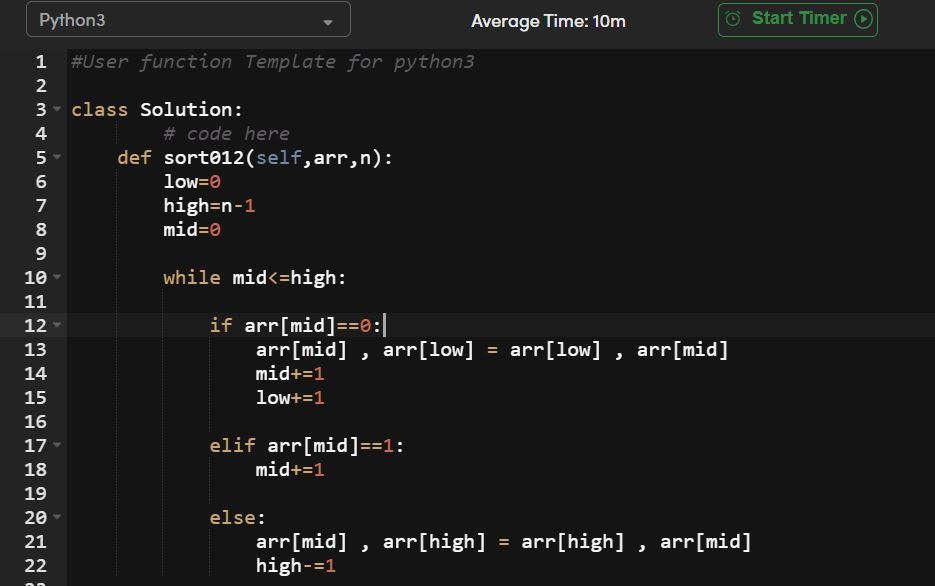 Python3
Average Time: 10m
Start Timer
1 #User function Template for python3
2
3 class Solution:
4         # code here
5     def sort012(self,arr,n):
6         low=0
7         high=n-1
8         mid=0
9
10         while mid<=high:
11
12             if arr[mid]==0:
13                 arr[mid] , arr[low] = arr[low] , arr[mid]
14                 mid+=1
15                 low+=1
16
17             elif arr[mid]==1:
18                 mid+=1
19
20             else:
21                 arr[mid] , arr[high] = arr[high] , arr[mid]
22                 high-=1